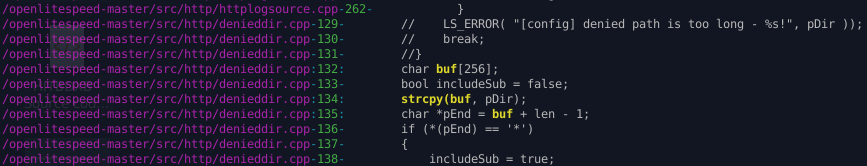 /openlitespeed-master/src/http/httplogsource.cpp-262- }
/openlitespeed-master/src/http/denieddir.cpp-129- // LS_ERROR( "[config] denied path is too long - %s!", pDir ));
/openlitespeed-master/src/http/denieddir.cpp-130- // break;
/openlitespeed-master/src/http/denieddir.cpp-131- //}
/openlitespeed-master/src/http/denieddir.cpp:132: char buf[256];
/openlitespeed-master/src/http/denieddir.cpp-133- bool includeSub = false;
/openlitespeed-master/src/http/denieddir.cpp:134: strcpy(buf, pDir);
/openlitespeed-master/src/http/denieddir.cpp:135: char *pEnd = buf + len - 1;
/openlitespeed-master/src/http/denieddir.cpp-136- if (*(pEnd) == '*')
/openlitespeed-master/src/http/denieddir.cpp-137- {
/openlitespeed-master/src/http/denieddir.cpp-138- includeSub = true;